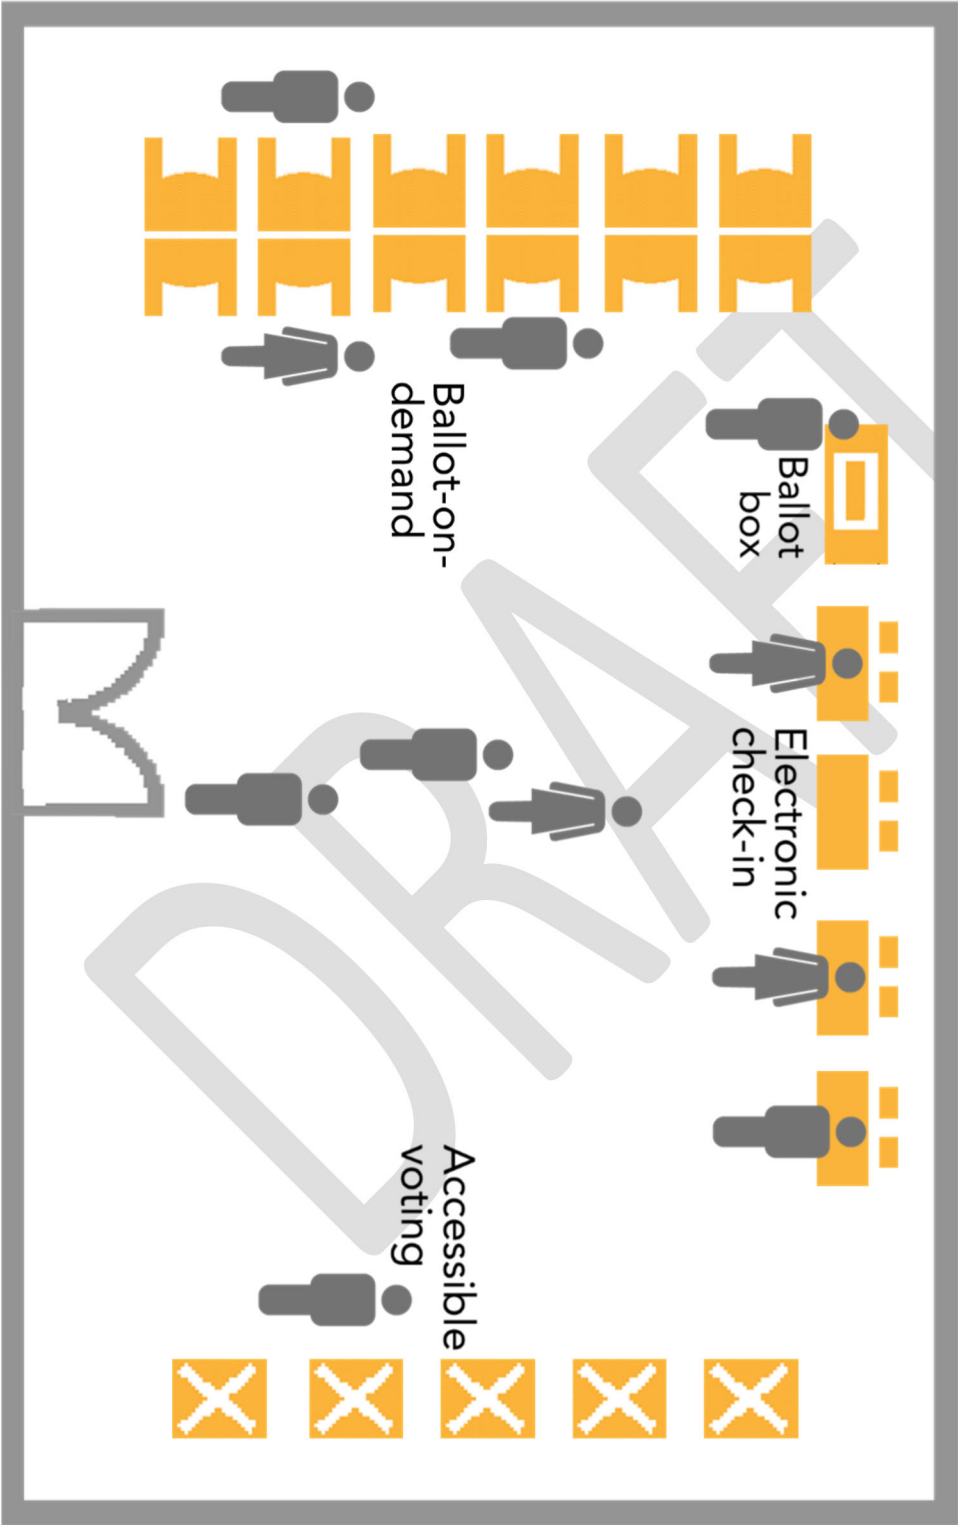 Ballot
box
Electronic
check-in
Ballot-on-
demand
Accessible
voting
DRAFT